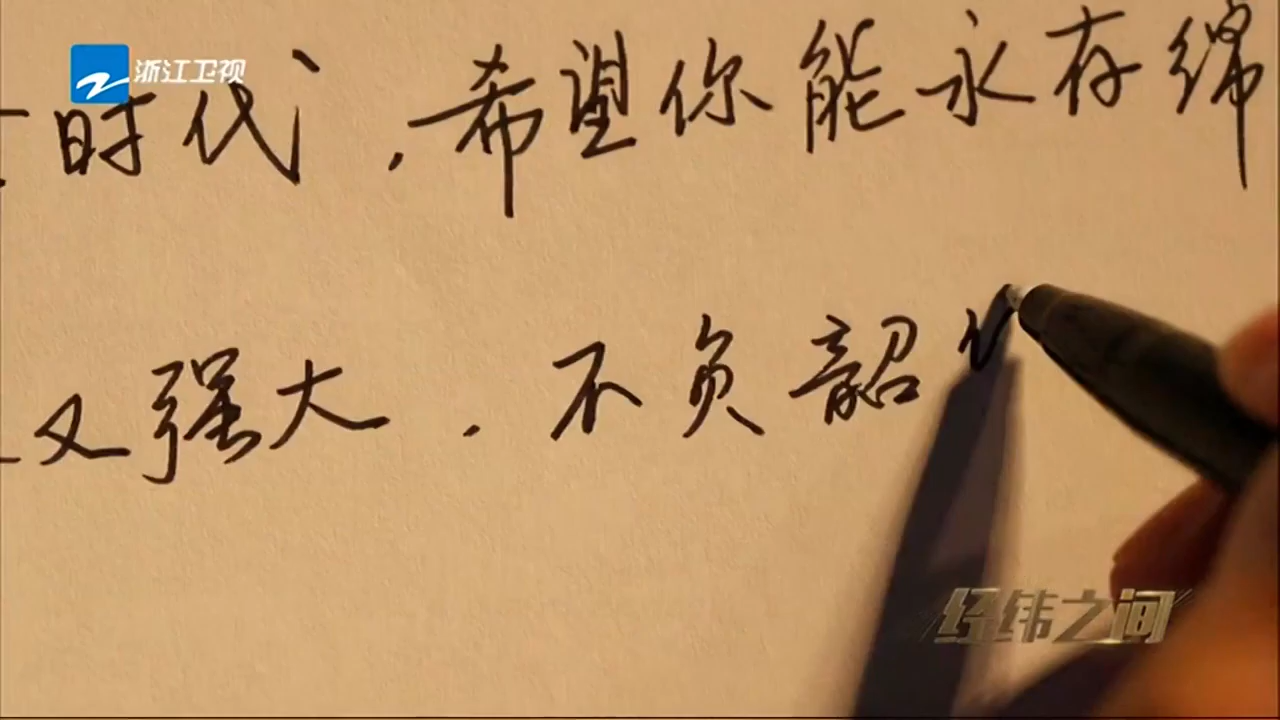 浙江卫视
时代，希望你能永存绵
又强大，不负韶
经纬之间